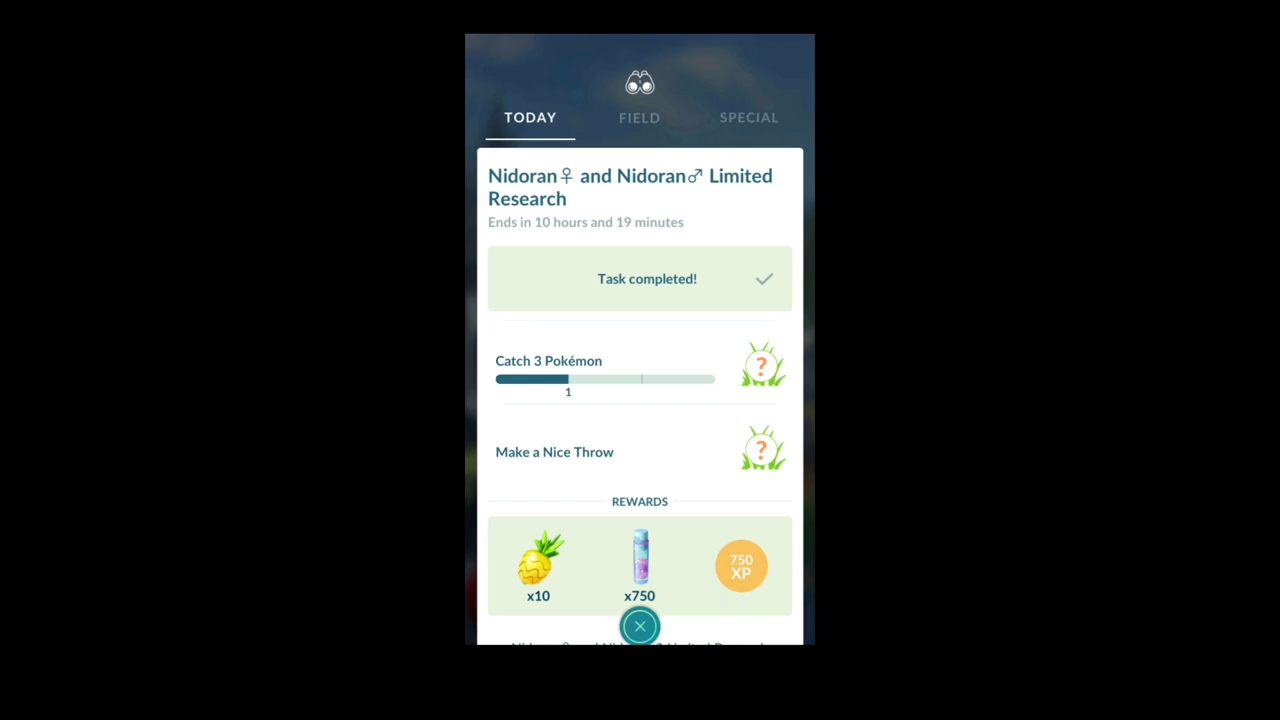 TODAY
FIELD
SPECIAL
Nidoran♀ and Nidoran♂ Limited
Research
Ends in 10 hours and 19 minutes
Task completed!
Catch 3 Pokémon
?
1
Make a Nice Throw
?
REWARDS
750
XP
x10
x750